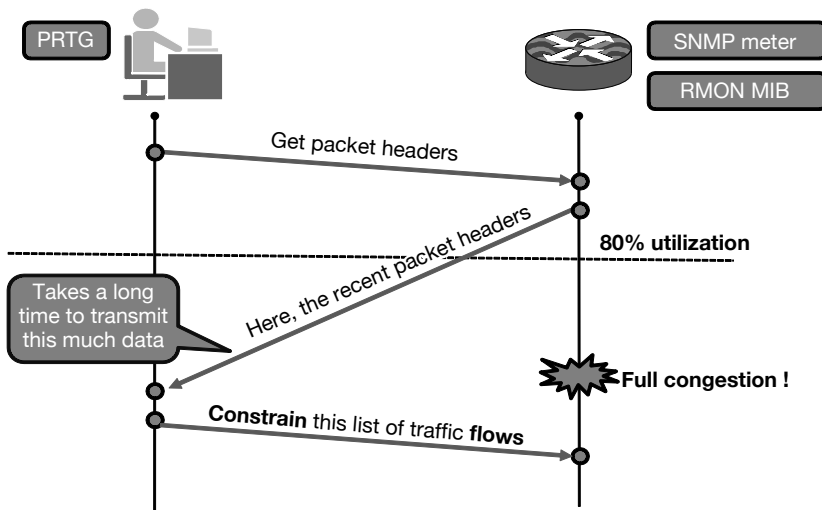 PRTG
SNMP meter
RMON MIB
Get packet headers
80% utilization
Here, the recent packet headers
Takes a long
time to transmit
this much data
Full congestion !
Constrain this list of traffic flows